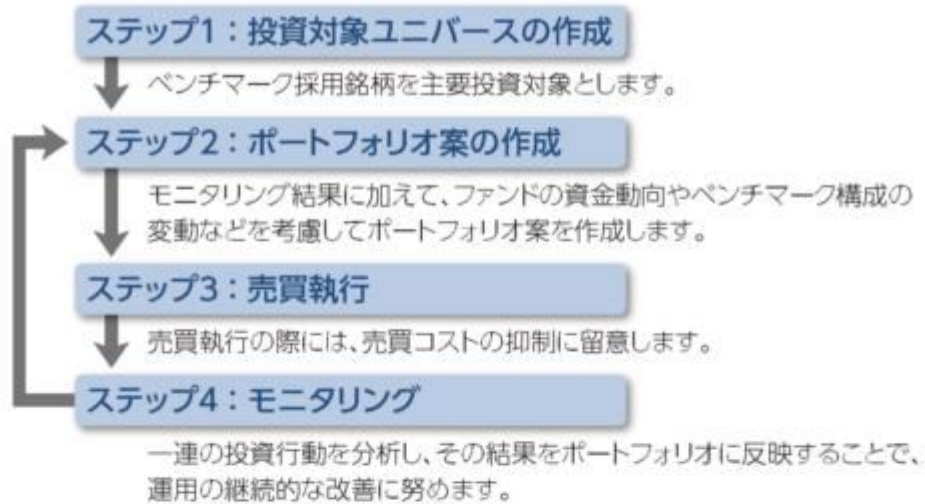 ステップ1：投資対象ユニバースの作成
ベンチマーク採用銘柄を主要投資対象とします。
ステップ2：ポートフォリオ案の作成
モニタリング結果に加えて、ファンドの資金動向やベンチマーク構成の
変動などを考慮してポートフォリオ案を作成します。
ステップ3：売買執行
売買執行の際には、売買コストの抑制に留意します。
ステップ4：モニタリング
一連の投資行動を分析し、その結果をポートフォリオに反映することで、
運用の継続的な改善に努めます。